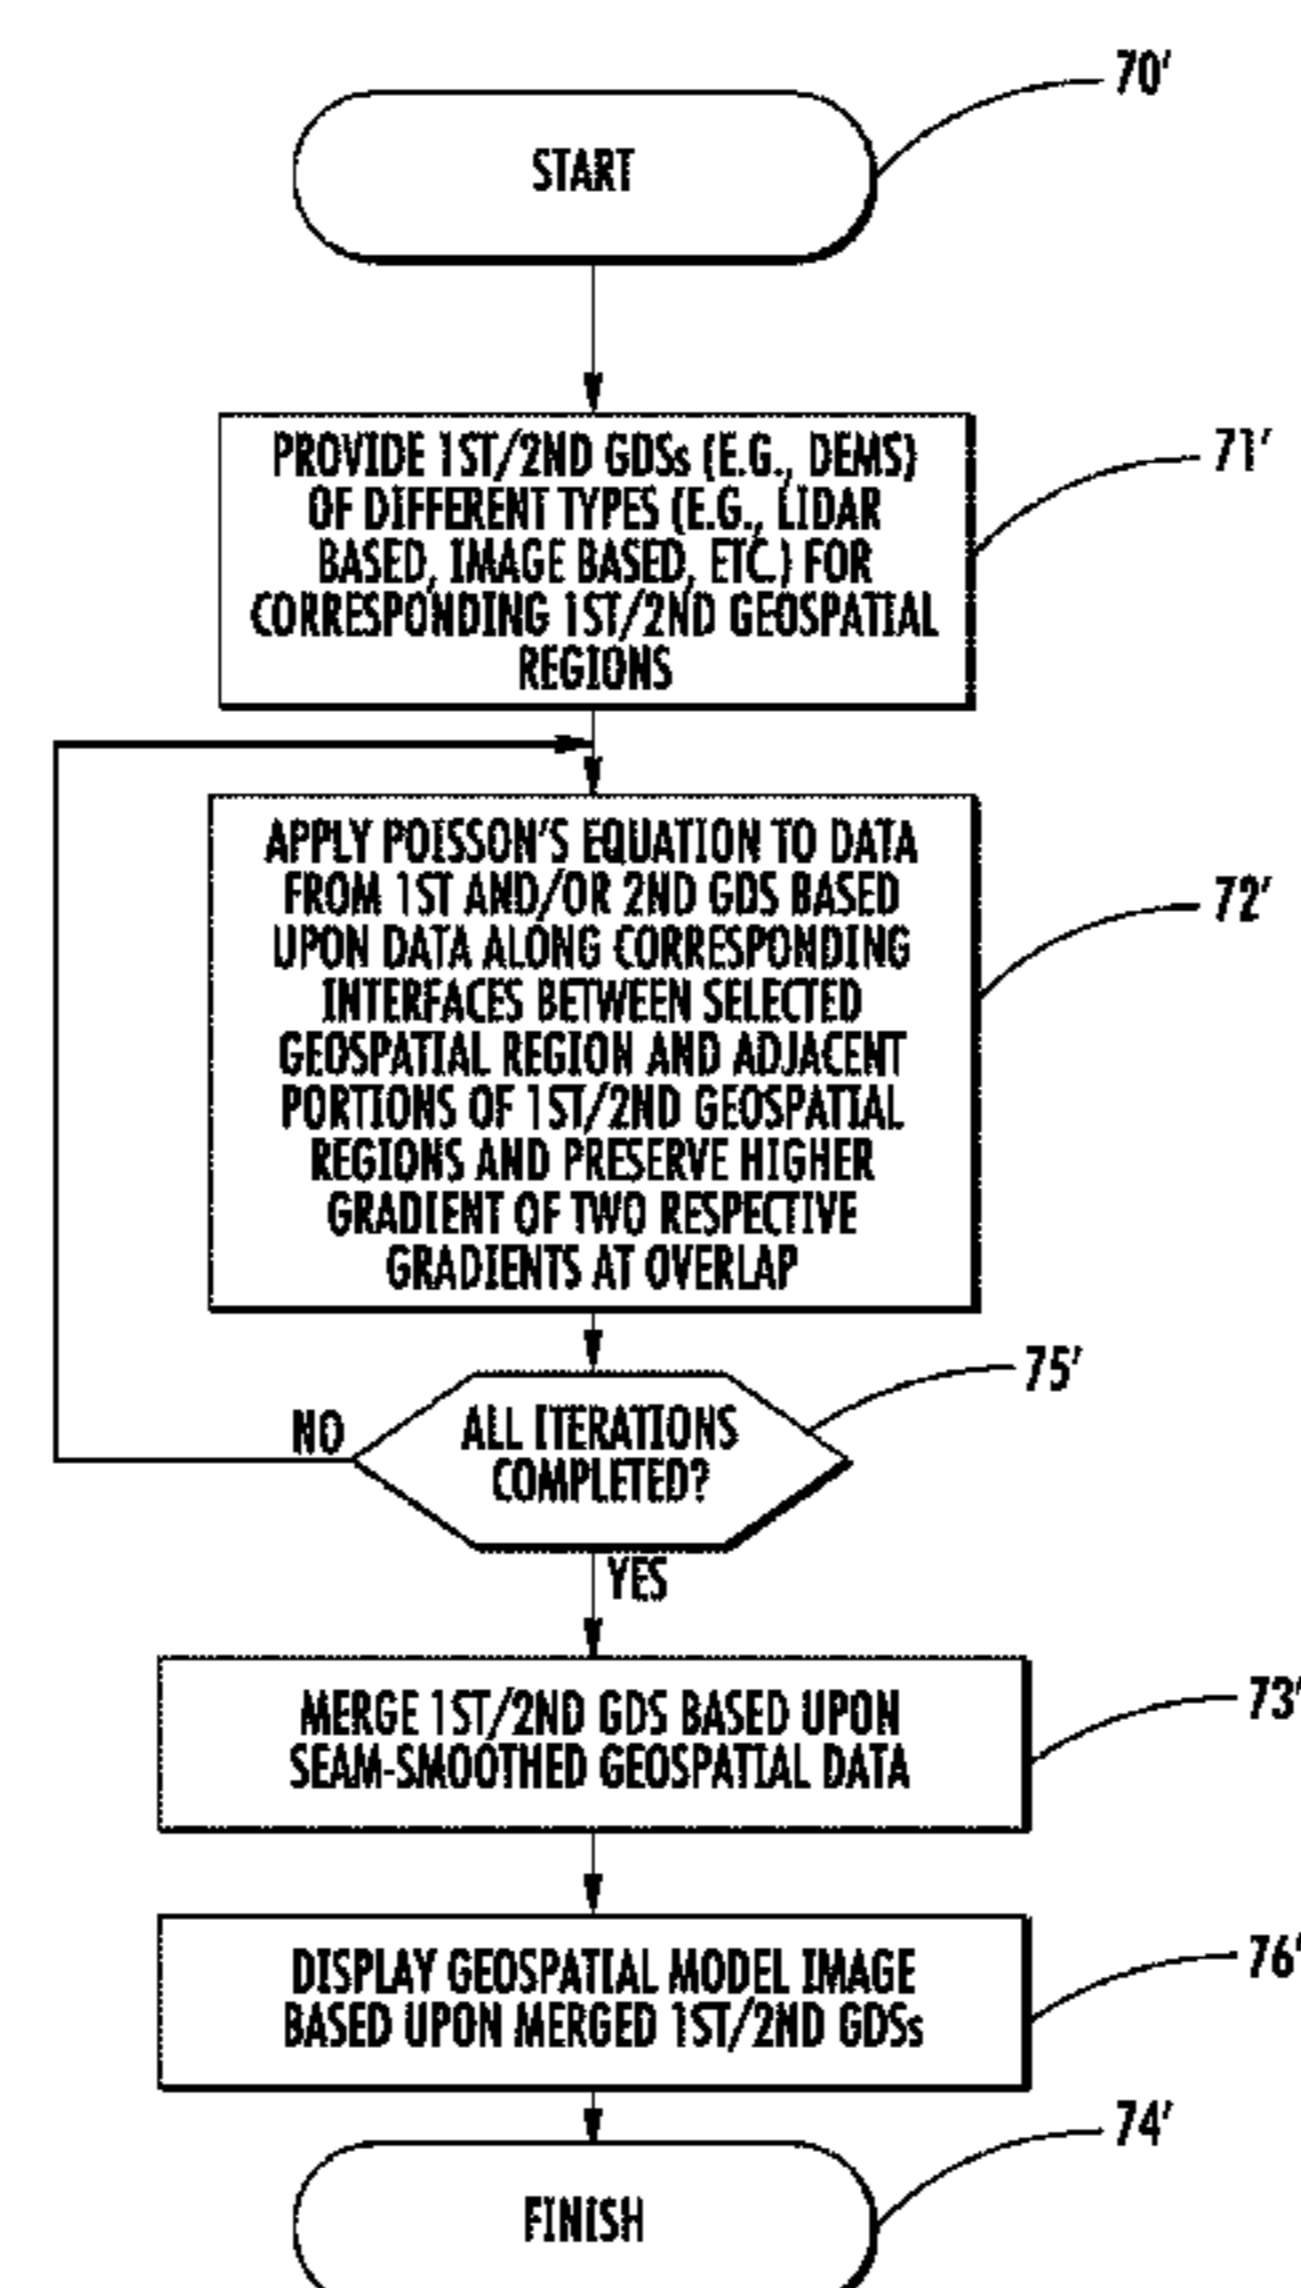 70'
START
71'
PROVIDE 1ST/2ND GDSs (E.G., DEMS)
OF DIFFERENT TYPES (E.G., LIDAR
BASED, IMAGE BASED, ETC.) FOR
CORRESPONDING 1ST/2ND GEOSPATIAL
REGIONS
72'
APPLY POISSON'S EQUATION TO DATA
FROM 1ST AND/OR 2ND GDS BASED
UPON DATA ALONG CORRESPONDING
INTERFACES BETWEEN SELECTED
GEOSPATIAL REGION AND ADJACENT
PORTIONS OF 1ST/2ND GEOSPATIAL
REGIONS AND PRESERVE HIGHER
GRADIENT OF TWO RESPECTIVE
GRADIENTS AT OVERLAP
75'
NO
ALL ITERATIONS
COMPLETED?
YES
73'
MERGE 1ST/2ND GDS BASED UPON
SEAM-SMOOTHED GEOSPATIAL DATA
76'
DISPLAY GEOSPATIAL MODEL IMAGE
BASED UPON MERGED 1ST/2ND GDSs
74'
FINISH